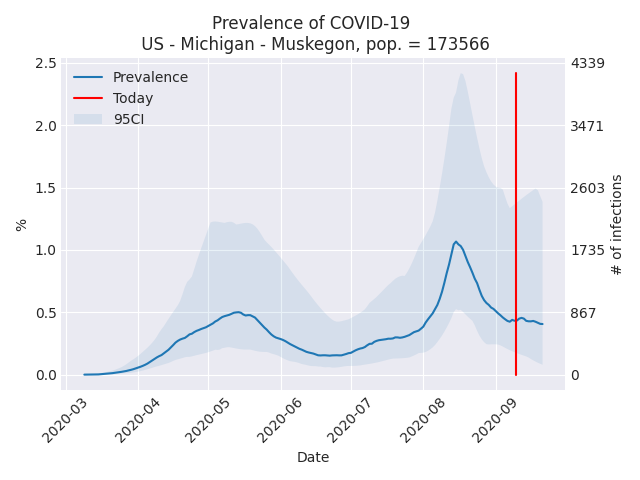 Prevalence of COVID-19
US - Michigan - Muskegon, pop. = 173566
Prevalence
Today
95CI
2.5
2.0
1.5
1.0
0.5
0.0
%
4339
3471
2603
1735
867
0
# of infections
2020-03
2020-04
2020-05
2020-06
2020-07
2020-08
2020-09
Date